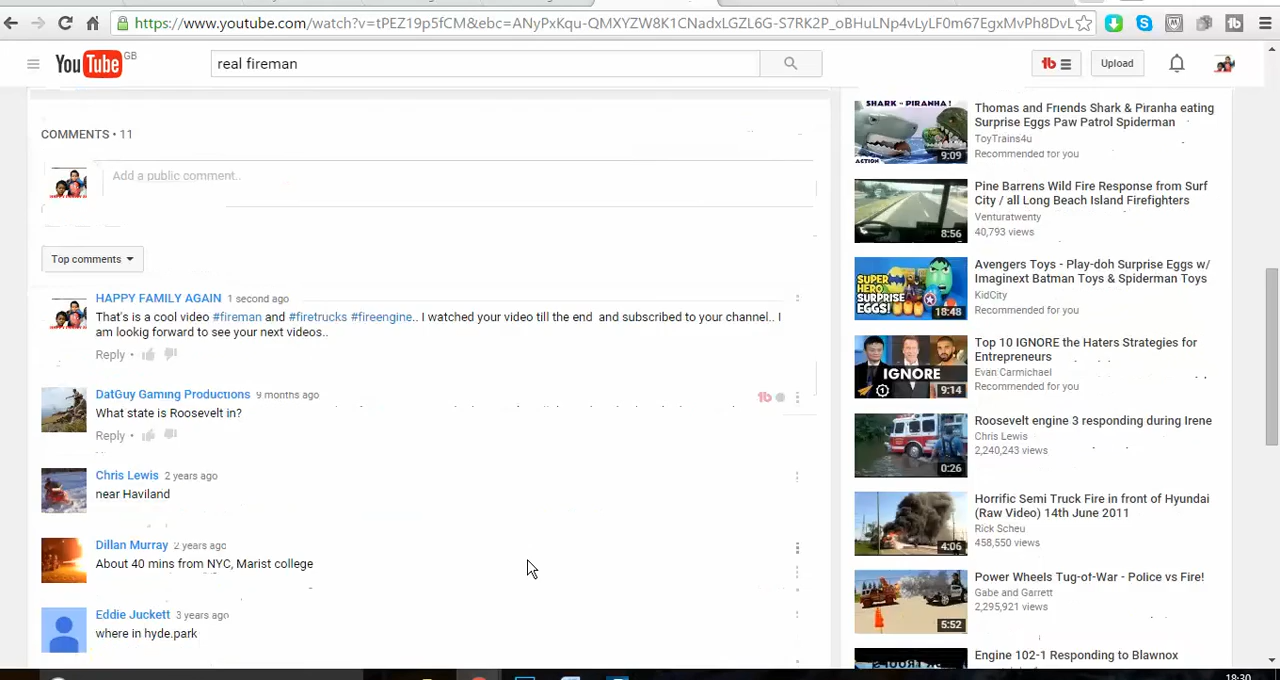 https://www.youtube.com/watch?v=tPEZ19p5fCM&ebc=ANyPxKqu-QMXYZW8K1CNadxLGZL6G-S7RK2P_oBHuLNp4vLyLF0m67EgxMvPh8DvL
YouTube GB
real fireman
Upload
COMMENTS • 11
Add a public comment..
Top comments
HAPPY FAMILY AGAIN 1 second ago
That's is a cool video #fireman and #firetrucks #fireengine.. I watched your video till the end and subscribed to your channel.. I
am lookig forward to see your next videos..
Reply •
DatGuy Gaming Productions 9 months ago
What state is Roosevelt in?
Reply •
Chris Lewis 2 years ago
near Haviland
Dillan Murray 2 years ago
About 40 mins from NYC, Marist college
Eddie Juckett 3 years ago
where in hyde.park
SHARK - PIRANHA !
ACTION
9:09
Thomas and Friends Shark & Piranha eating
Surprise Eggs Paw Patrol Spiderman
ToyTrains4u
Recommended for you
8:56
Pine Barrens Wild Fire Response from Surf
City / all Long Beach Island Firefighters
Venturatwenty
40,793 views
SUPER
HERO
SURPRISE
EGGS!
18:48
Avengers Toys - Play-doh Surprise Eggs w/
Imaginext Batman Toys & Spiderman Toys
KidCity
Recommended for you
IGNORE
9:14
Top 10 IGNORE the Haters Strategies for
Entrepreneurs
Evan Carmichael
Recommended for you
0:26
Roosevelt engine 3 responding during Irene
Chris Lewis
2,240,243 views
4:06
Horrific Semi Truck Fire in front of Hyundai
(Raw Video) 14th June 2011
Rick Scheu
458,550 views
5:52
Power Wheels Tug-of-War - Police vs Fire!
Gabe and Garrett
2,295,921 views
Engine 102-1 Responding to Blawnox
18:30